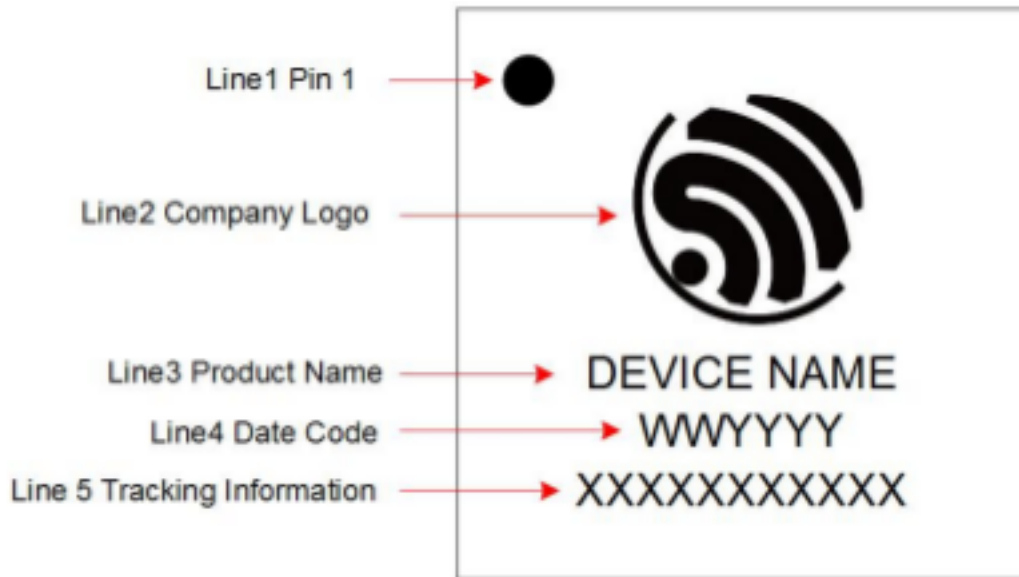 Line1 Pin 1
Line2 Company Logo
Line3 Product Name
DEVICE NAME
Line4 Date Code
WWYYYY
Line 5 Tracking Information
XXXXXXXXXXX